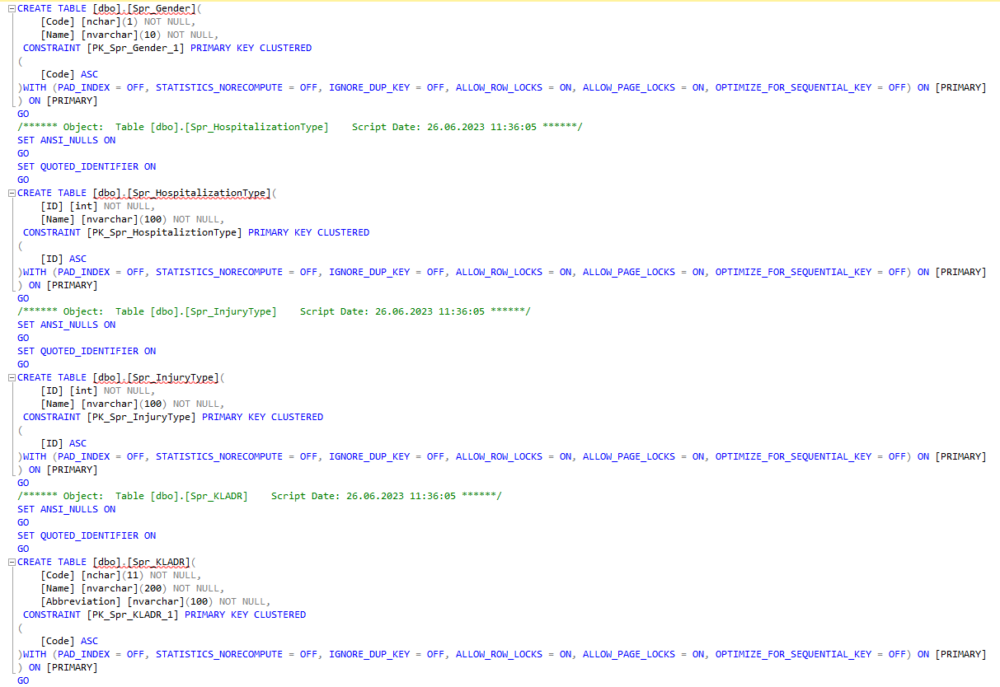 CREATE TABLE [dbo].[Spr_Gender](
[Code] [nchar](1) NOT NULL,
[Name] [nvarchar](10) NOT NULL,
CONSTRAINT [PK_Spr_Gender_1] PRIMARY KEY CLUSTERED
(
[Code] ASC
)WITH (PAD_INDEX = OFF, STATISTICS_NORECOMPUTE = OFF, IGNORE_DUP_KEY = OFF, ALLOW_ROW_LOCKS = ON, ALLOW_PAGE_LOCKS = ON, OPTIMIZE_FOR_SEQUENTIAL_KEY = OFF) ON [PRIMARY]
) ON [PRIMARY]
GO
/****** Object:  Table [dbo].[Spr_HospitalizationType]    Script Date: 26.06.2023 11:36:05 ******/
SET ANSI_NULLS ON
GO
SET QUOTED_IDENTIFIER ON
GO
CREATE TABLE [dbo].[Spr_HospitalizationType](
[ID] [int] NOT NULL,
[Name] [nvarchar](100) NOT NULL,
CONSTRAINT [PK_Spr_HospitaliztionType] PRIMARY KEY CLUSTERED
(
[ID] ASC
)WITH (PAD_INDEX = OFF, STATISTICS_NORECOMPUTE = OFF, IGNORE_DUP_KEY = OFF, ALLOW_ROW_LOCKS = ON, ALLOW_PAGE_LOCKS = ON, OPTIMIZE_FOR_SEQUENTIAL_KEY = OFF) ON [PRIMARY]
) ON [PRIMARY]
GO
/****** Object:  Table [dbo].[Spr_InjuryType]    Script Date: 26.06.2023 11:36:05 ******/
SET ANSI_NULLS ON
GO
SET QUOTED_IDENTIFIER ON
GO
CREATE TABLE [dbo].[Spr_InjuryType](
[ID] [int] NOT NULL,
[Name] [nvarchar](100) NOT NULL,
CONSTRAINT [PK_Spr_InjuryType] PRIMARY KEY CLUSTERED
(
[ID] ASC
)WITH (PAD_INDEX = OFF, STATISTICS_NORECOMPUTE = OFF, IGNORE_DUP_KEY = OFF, ALLOW_ROW_LOCKS = ON, ALLOW_PAGE_LOCKS = ON, OPTIMIZE_FOR_SEQUENTIAL_KEY = OFF) ON [PRIMARY]
) ON [PRIMARY]
GO
/****** Object:  Table [dbo].[Spr_KLADR]    Script Date: 26.06.2023 11:36:05 ******/
SET ANSI_NULLS ON
GO
SET QUOTED_IDENTIFIER ON
GO
CREATE TABLE [dbo].[Spr_KLADR](
[Code] [nchar](11) NOT NULL,
[Name] [nvarchar](200) NOT NULL,
[Abbreviation] [nvarchar](100) NOT NULL,
CONSTRAINT [PK_Spr_KLADR_1] PRIMARY KEY CLUSTERED
(
[Code] ASC
)WITH (PAD_INDEX = OFF, STATISTICS_NORECOMPUTE = OFF, IGNORE_DUP_KEY = OFF, ALLOW_ROW_LOCKS = ON, ALLOW_PAGE_LOCKS = ON, OPTIMIZE_FOR_SEQUENTIAL_KEY = OFF) ON [PRIMARY]
) ON [PRIMARY]
GO